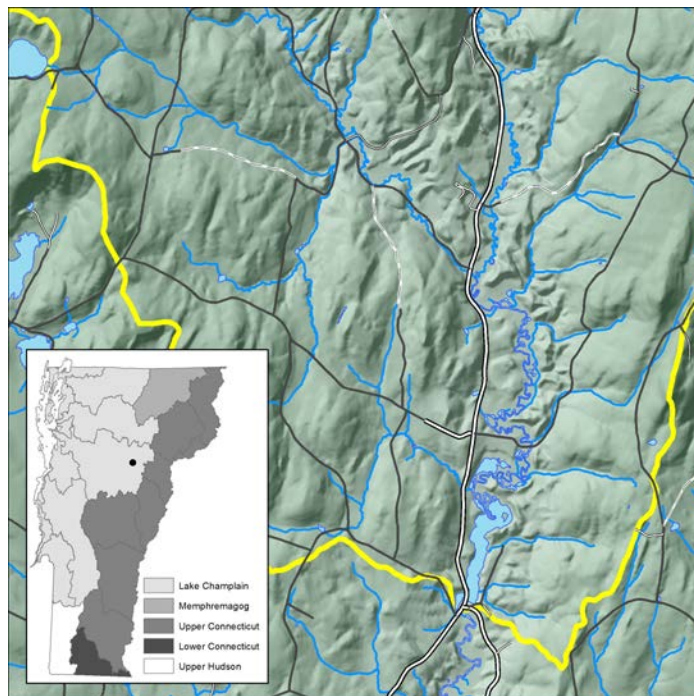 Lake Champlain
Memphremagog
Upper Connecticut
Lower Connecticut
Upper Hudson